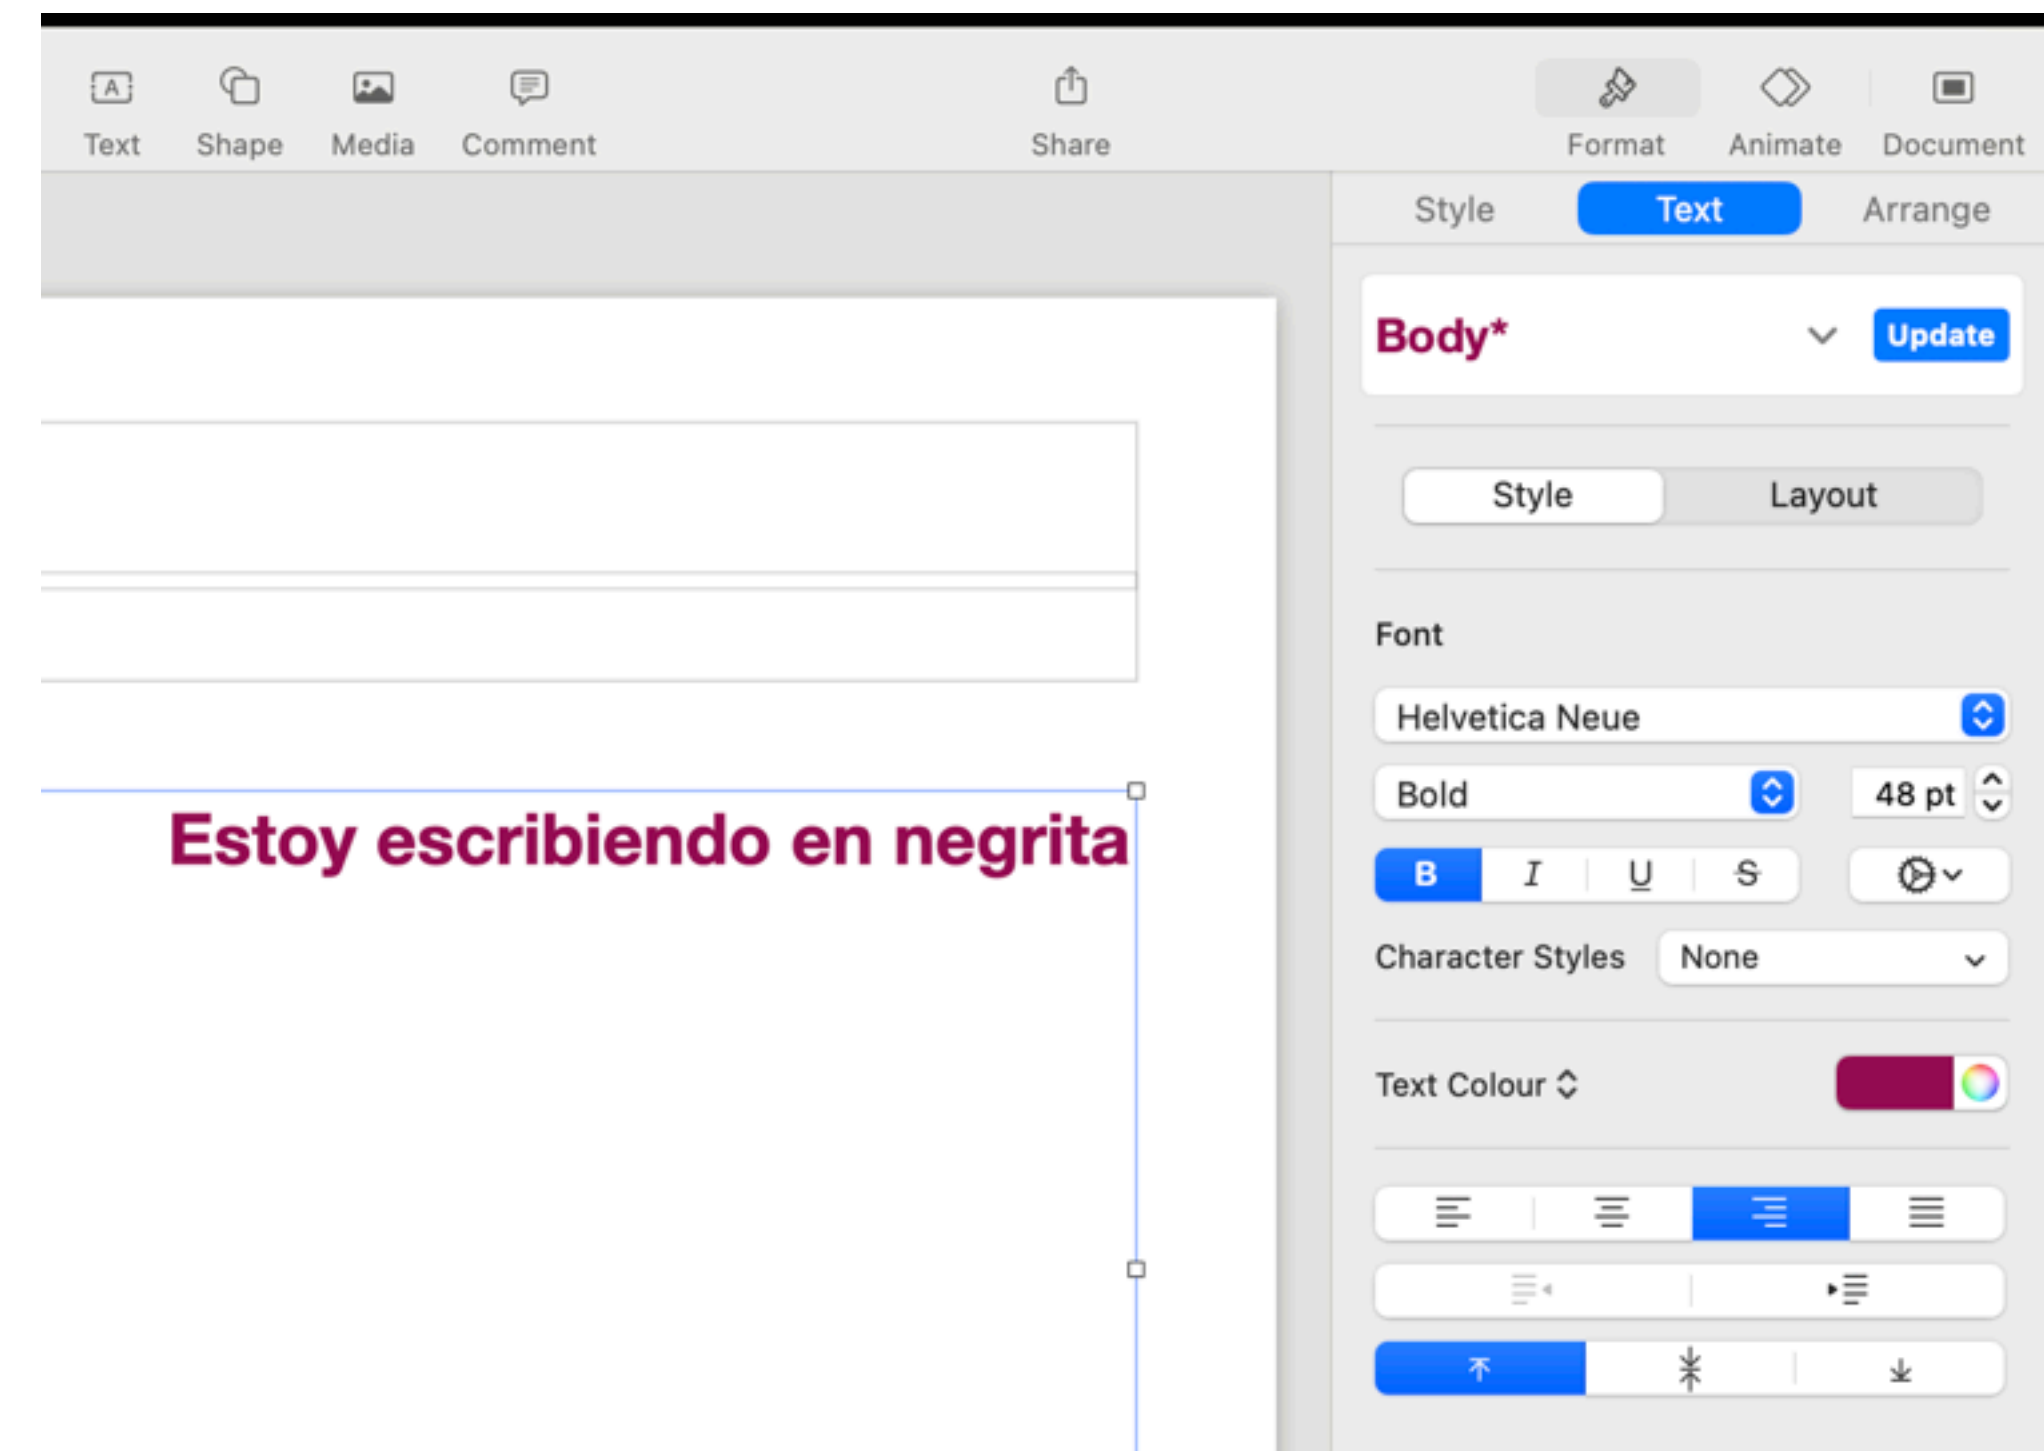 Text Shape Media Comment Share Format Animate Document
Style Text Arrange
Body* Update
Style Layout
Font
Helvetica Neue
Estoy escribiendo en negrita
Bold 48 pt
B I U S
Character Styles None
Text Colour